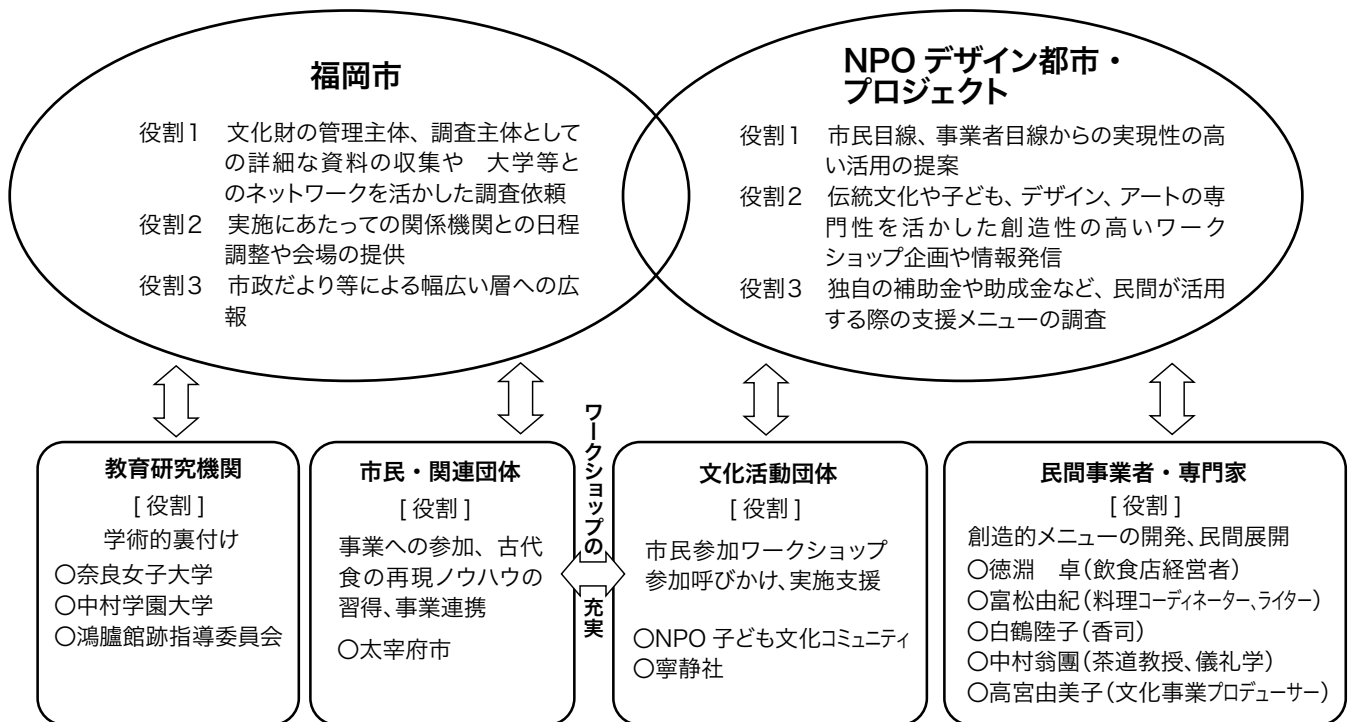 福岡市
役割1 文化財の管理主体、調査主体として
の詳細な資料の収集や 大学等と
のネットワークを活かした調査依頼
役割2 実施にあたっての関係機関との日程
調整や会場の提供
役割3 市政だより等による幅広い層への広
報
NPO デザイン都市・
プロジェクト
役割1 市民目線、事業者目線からの実現性の高
い活用の提案
役割2 伝統文化や子ども、デザイン、アートの専
門性を活かした創造性の高いワーク
ショップ企画や情報発信
役割3 独自の補助金や助成金など、民間が活用
する際の支援メニューの調査
教育研究機関
[ 役割 ]
学術的裏付け
○奈良女子大学
○中村学園大学
○鴻臚館跡指導委員会
市民・関連団体
[ 役割 ]
事業への参加、古代
食の再現ノウハウの
習得、事業連携
○太宰府市
ワークショップの
充実
文化活動団体
[ 役割 ]
市民参加ワークショップ
参加呼びかけ、実施支援
○NPO 子ども文化コミュニティ
○寧静社
民間事業者・専門家
[ 役割 ]
創造的メニューの開発、民間展開
○徳淵 卓(飲食店経営者)
○富松由紀(料理コーディネーター、ライター)
○白鶴陸子(香司)
○中村翁團(茶道教授、儀礼学)
○高宮由美子(文化事業プロデューサー)